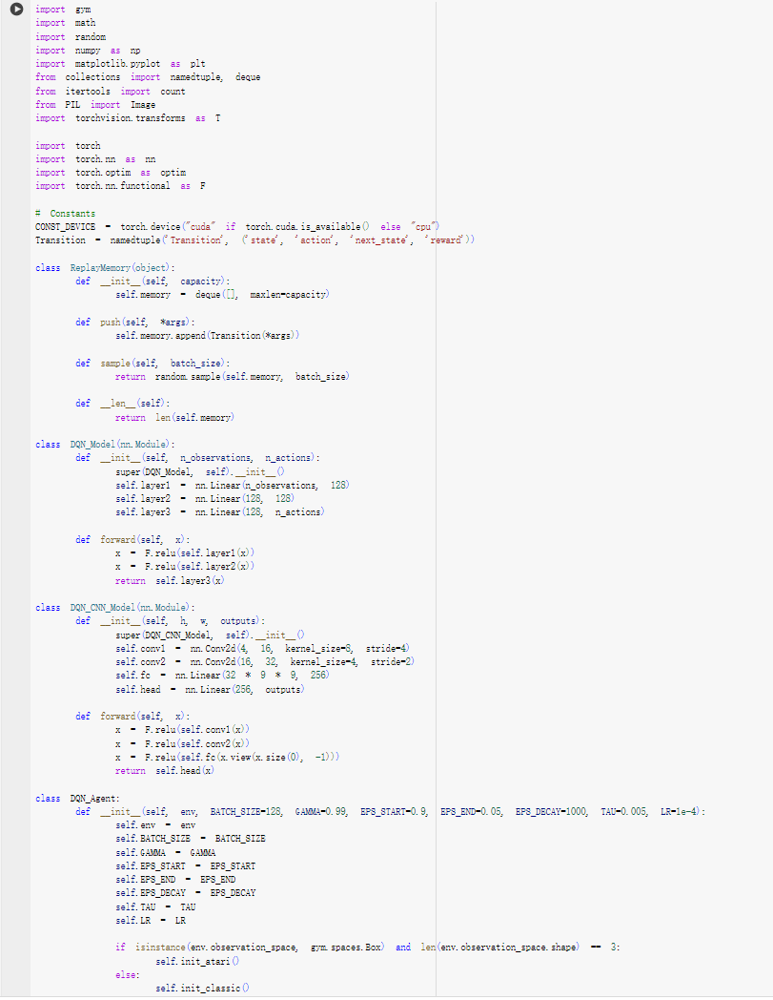 import gym
import math
import random
import numpy as np
import matplotlib.pyplot as plt
from collections import namedtuple, deque
from itertools import count
from PIL import Image
import torchvision.transforms as T

import torch
import torch.nn as nn
import torch.optim as optim
import torch.nn.functional as F

# Constants
CONST_DEVICE = torch.device("cuda" if torch.cuda.is_available() else "cpu")
Transition = namedtuple('Transition', ('state', 'action', 'next_state', 'reward'))

class ReplayMemory(object):
    def __init__(self, capacity):
        self.memory = deque([], maxlen=capacity)

    def push(self, *args):
        self.memory.append(Transition(*args))

    def sample(self, batch_size):
        return random.sample(self.memory, batch_size)

    def __len__(self):
        return len(self.memory)

class DQN_Model(nn.Module):
    def __init__(self, n_observations, n_actions):
        super(DQN_Model, self).__init__()
        self.layer1 = nn.Linear(n_observations, 128)
        self.layer2 = nn.Linear(128, 128)
        self.layer3 = nn.Linear(128, n_actions)

    def forward(self, x):
        x = F.relu(self.layer1(x))
        x = F.relu(self.layer2(x))
        return self.layer3(x)

class DQN_CNN_Model(nn.Module):
    def __init__(self, h, w, outputs):
        super(DQN_CNN_Model, self).__init__()
        self.conv1 = nn.Conv2d(4, 16, kernel_size=8, stride=4)
        self.conv2 = nn.Conv2d(16, 32, kernel_size=4, stride=2)
        self.fc = nn.Linear(32 * 9 * 9, 256)
        self.head = nn.Linear(256, outputs)

    def forward(self, x):
        x = F.relu(self.conv1(x))
        x = F.relu(self.conv2(x))
        x = F.relu(self.fc(x.view(x.size(0), -1)))
        return self.head(x)

class DQN_Agent:
    def __init__(self, env, BATCH_SIZE=128, GAMMA=0.99, EPS_START=0.9, EPS_END=0.05, EPS_DECAY=1000, TAU=0.005, LR=1e-4):
        self.env = env
        self.BATCH_SIZE = BATCH_SIZE
        self.GAMMA = GAMMA
        self.EPS_START = EPS_START
        self.EPS_END = EPS_END
        self.EPS_DECAY = EPS_DECAY
        self.TAU = TAU
        self.LR = LR

        if isinstance(env.observation_space, gym.spaces.Box) and len(env.observation_space.shape) == 3:
            self.init_atari()
        else:
            self.init_classic()